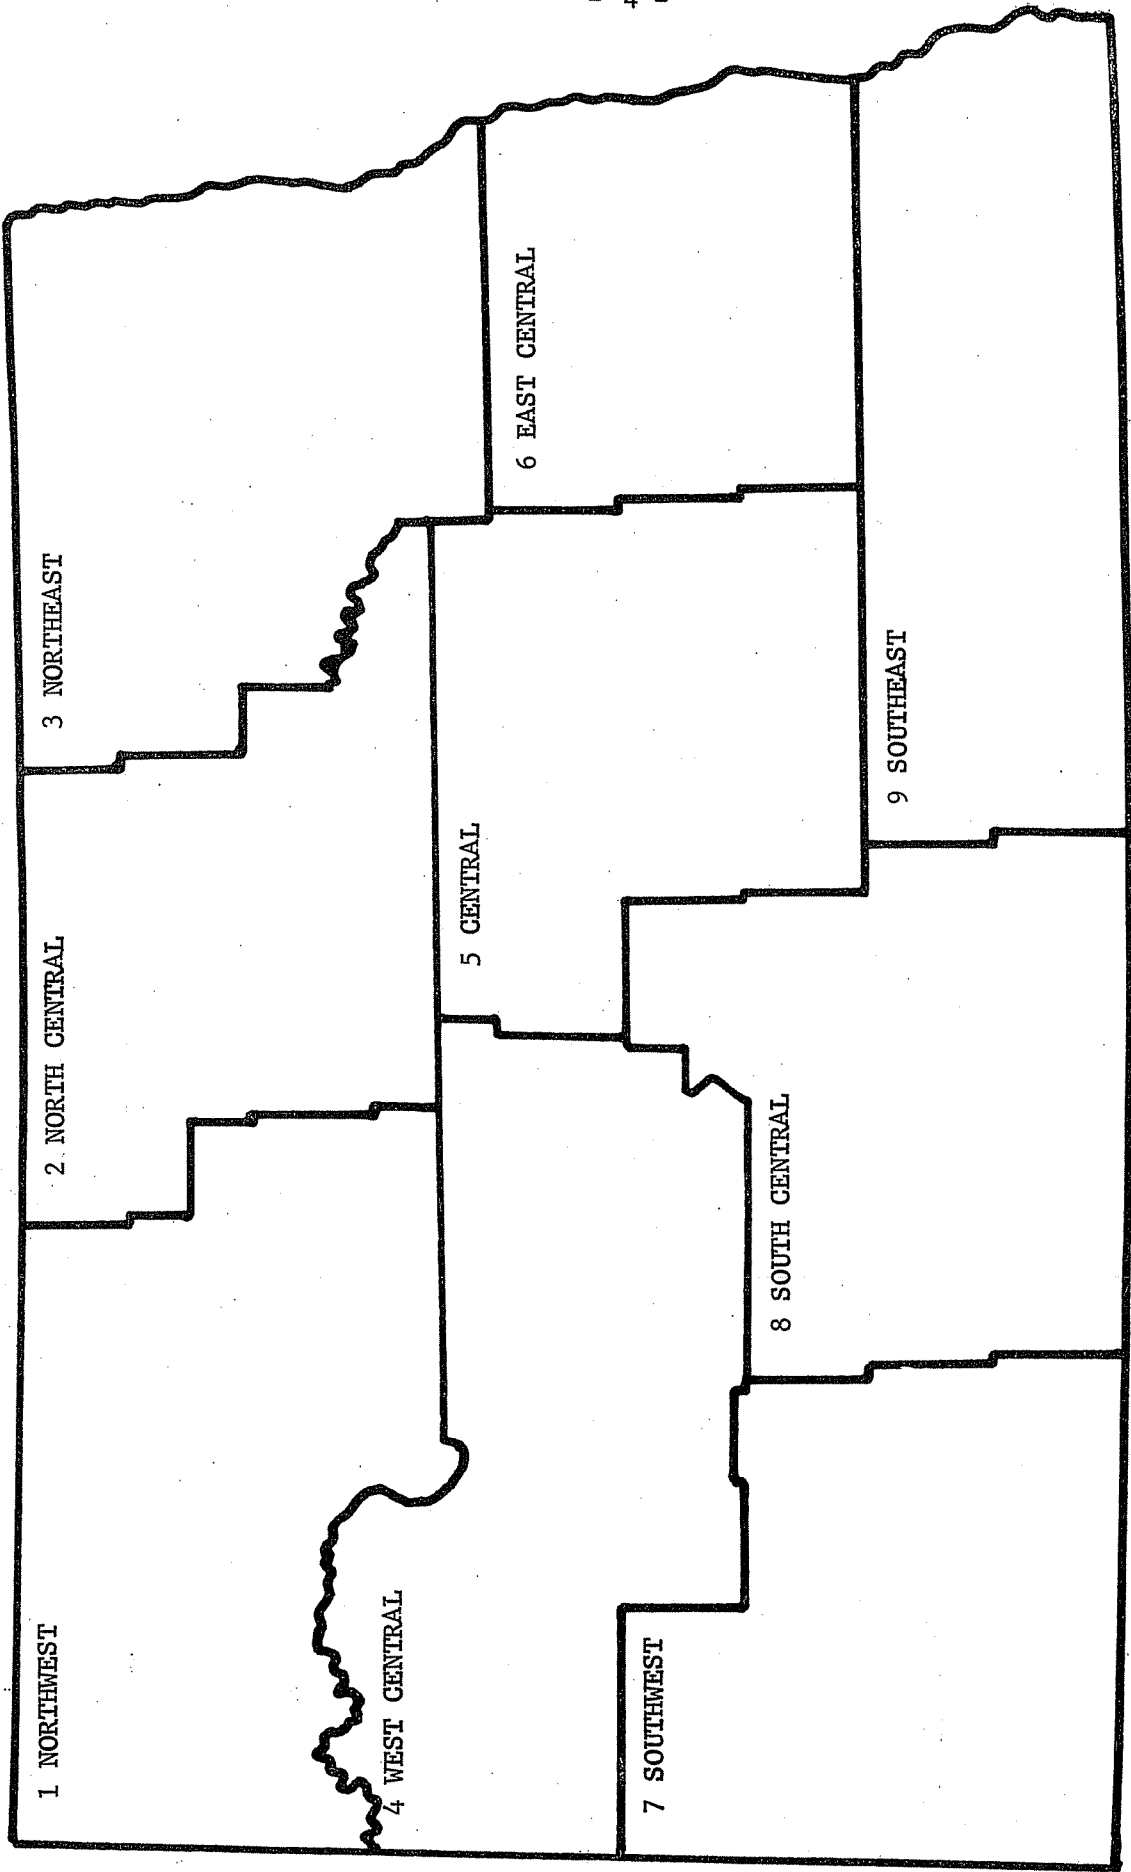 - 4 -
1 NORTHWEST
2 NORTH CENTRAL
3 NORTHEAST
4 WEST CENTRAL
5 CENTRAL
6 EAST CENTRAL
7 SOUTHWEST
8 SOUTH CENTRAL
9 SOUTHEAST